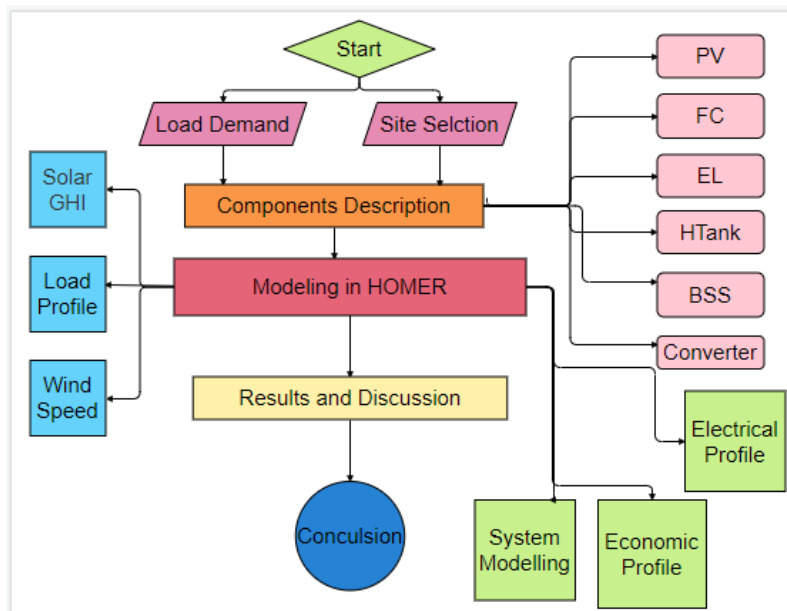 Start
Load Demand
Site Selction
Components Description
PV
FC
EL
HTank
BSS
Converter
Modeling in HOMER
Solar
GHI
Load
Profile
Wind
Speed
Results and Discussion
Conculsion
Electrical
Profile
System
Modelling
Economic
Profile